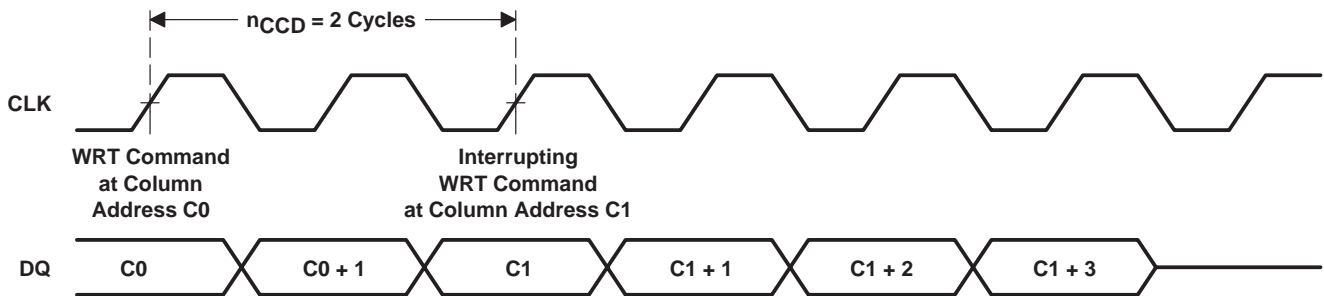 nCCD = 2 Cycles
CLK
WRT Command
at Column
Address C0
Interrupting
WRT Command
at Column Address C1
DQ
C0
C0 + 1
C1
C1 + 1
C1 + 2
C1 + 3